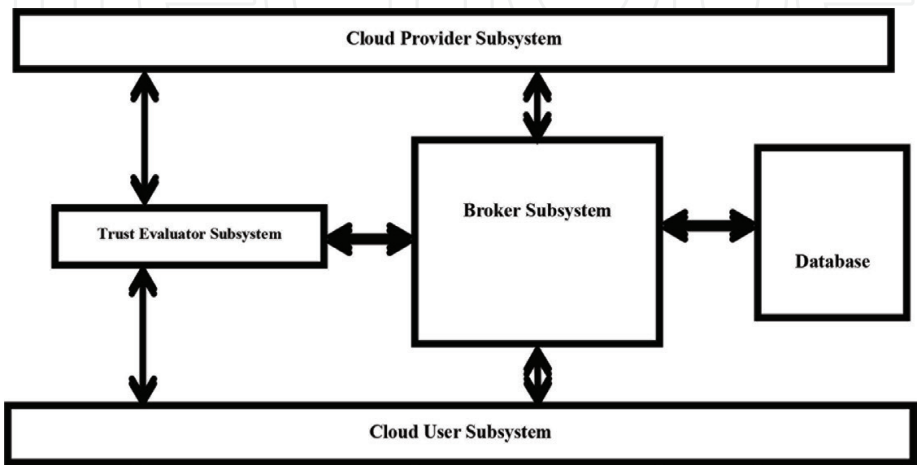 Cloud Provider Subsystem
Broker Subsystem
Trust Evaluator Subsystem
Database
Cloud User Subsystem